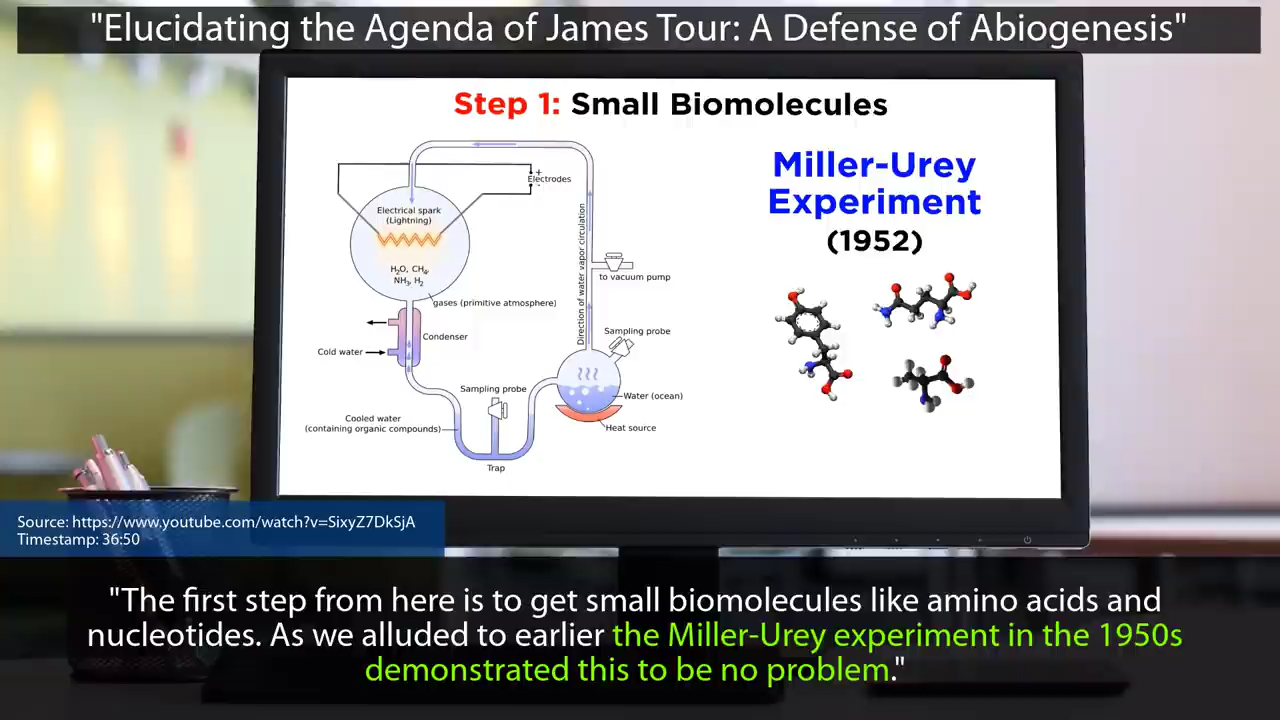 "Elucidating the Agenda of James Tour: A Defense of Abiogenesis"
Step 1: Small Biomolecules
Miller-Urey
Experiment
(1952)
+
Electrodes
-
Electrical spark
(Lightning)
H2O, CH4,
NH3, H2
gases (primitive atmosphere)
Direction of water vapor circulation
to vacuum pump
Condenser
Cold water
Sampling probe
Sampling probe
Water (ocean)
Heat source
Cooled water
(containing organic compounds)
Trap
Source: https://www.youtube.com/watch?v=SixyZ7DkSjA
Timestamp: 36:50
"The first step from here is to get small biomolecules like amino acids and
nucleotides. As we alluded to earlier the Miller-Urey experiment in the 1950s
demonstrated this to be no problem."